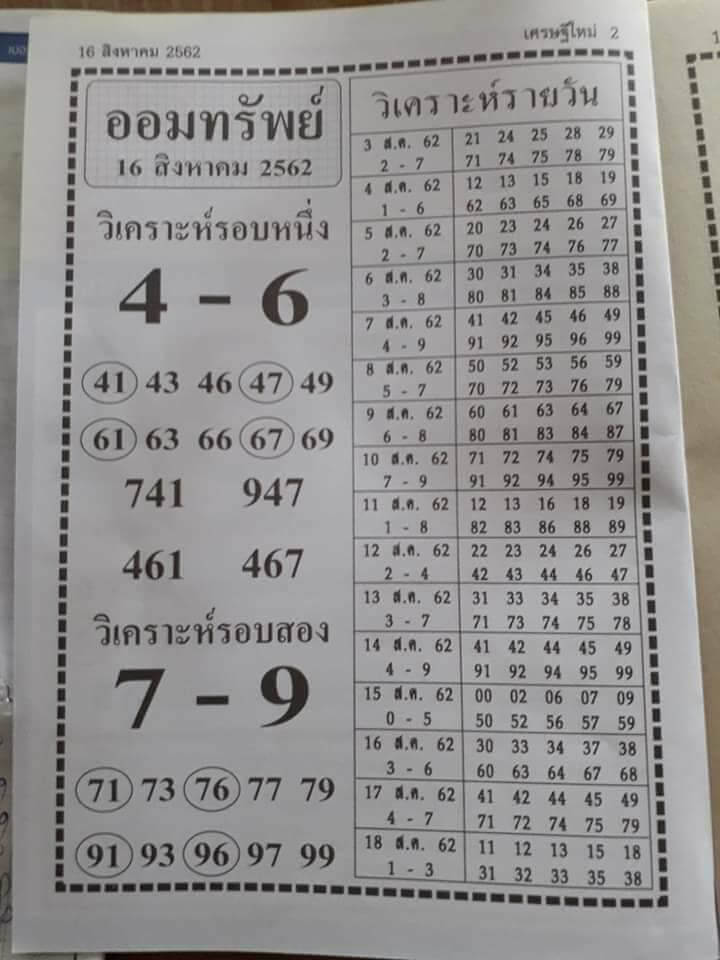 16 สิงหาคม 2562
เศรษฐีใหม่ 2
ออมทรัพย์
16 สิงหาคม 2562
วิเคราะห์รอบหนึ่ง
4 - 6
41 43 46 47 49
61 63 66 67 69
741 947
461 467
วิเคราะห์รอบสอง
7 - 9
71 73 76 77 79
91 93 96 97 99
วิเคราะห์รายวัน
3 ส.ค. 62 21 24 25 28 29
2 - 7 71 74 75 78 79
4 ส.ค. 62 12 13 15 18 19
1 - 6 62 63 65 68 69
5 ส.ค. 62 20 23 24 26 27
2 - 7 70 73 74 76 77
6 ส.ค. 62 30 31 34 35 38
3 - 8 80 81 84 85 88
7 ส.ค. 62 41 42 45 46 49
4 - 9 91 92 95 96 99
8 ส.ค. 62 50 52 53 56 59
5 - 7 70 72 73 76 79
9 ส.ค. 62 60 61 63 64 67
6 - 8 80 81 83 84 87
10 ส.ค. 62 71 72 74 75 79
7 - 9 91 92 94 95 99
11 ส.ค. 62 12 13 16 18 19
1 - 8 82 83 86 88 89
12 ส.ค. 62 22 23 24 26 27
2 - 4 42 43 44 46 47
13 ส.ค. 62 31 33 34 35 38
3 - 7 71 73 74 75 78
14 ส.ค. 62 41 42 44 45 49
4 - 9 91 92 94 95 99
15 ส.ค. 62 00 02 06 07 09
0 - 5 50 52 56 57 59
16 ส.ค. 62 30 33 34 37 38
3 - 6 60 63 64 67 68
17 ส.ค. 62 41 42 44 45 49
4 - 7 71 72 74 75 79
18 ส.ค. 62 11 12 13 15 18
1 - 3 31 32 33 35 38